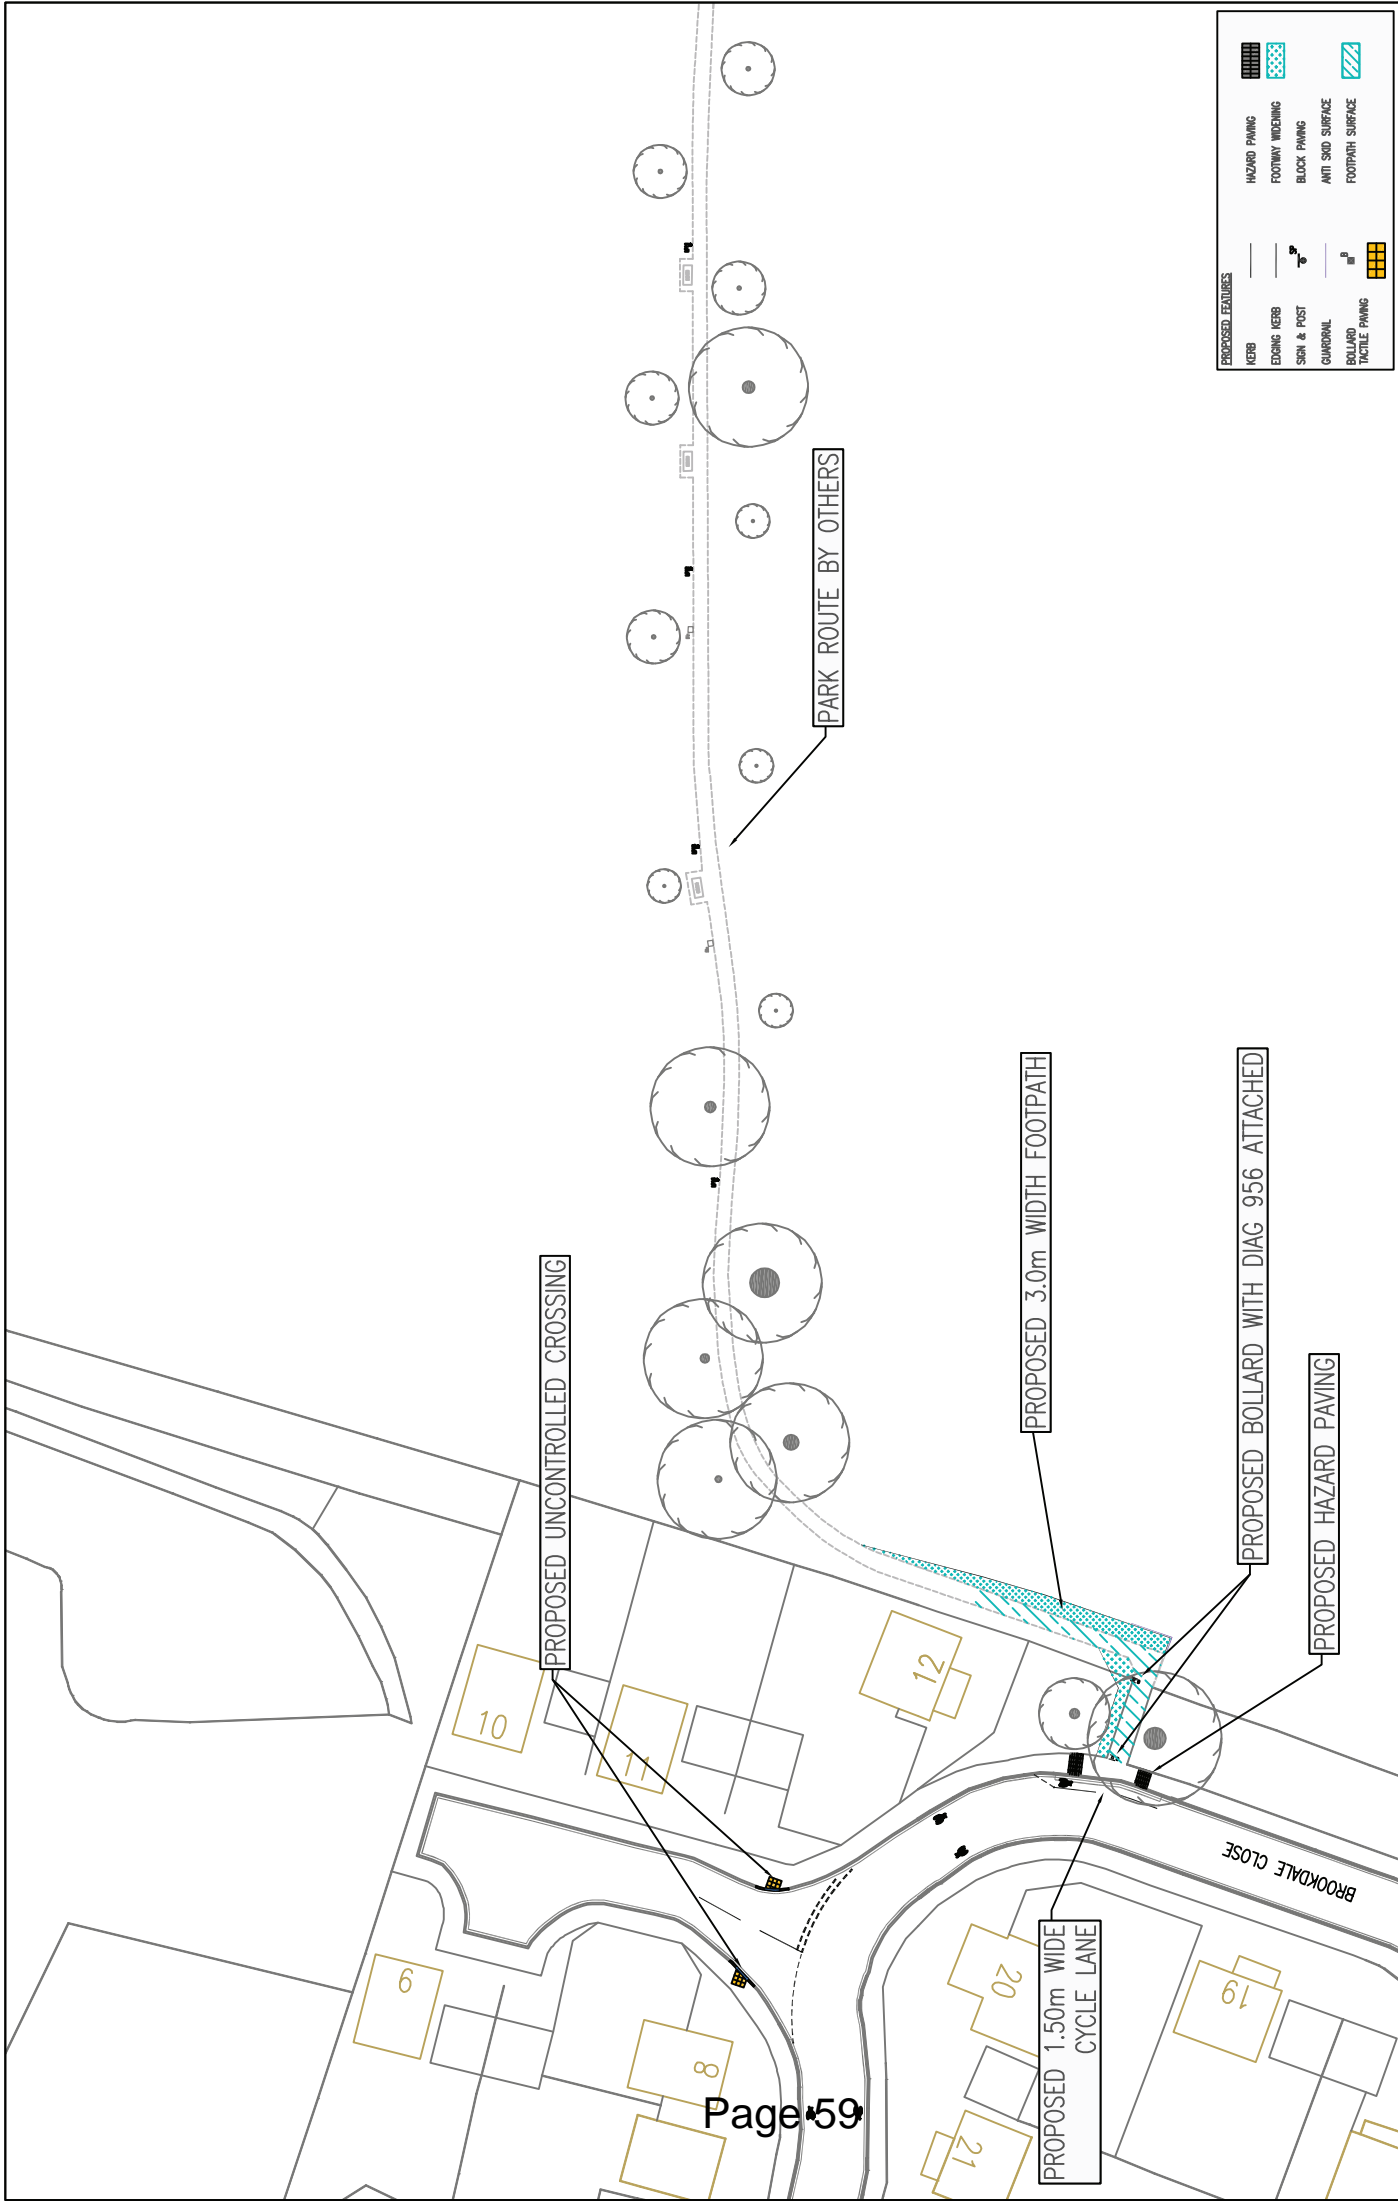 PROPOSED UNCONTROLLED CROSSING
PARK ROUTE BY OTHERS
PROPOSED 3.0m WIDTH FOOTPATH
PROPOSED BOLLARD WITH DIAG 956 ATTACHED
PROPOSED HAZARD PAVING
PROPOSED 1.50m WIDE
CYCLE LANE
BROOKDALE CLOSE
10
11
12
9
8
20
19
21
PROPOSED FEATURES
KERB
EDGING KERB
SIGN & POST
SP
GUARDRAIL
BOLLARD
B
TACTILE PAVING
HAZARD PAVING
FOOTWAY WIDENING
BLOCK PAVING
ANTI SKID SURFACE
FOOTPATH SURFACE
Page 59